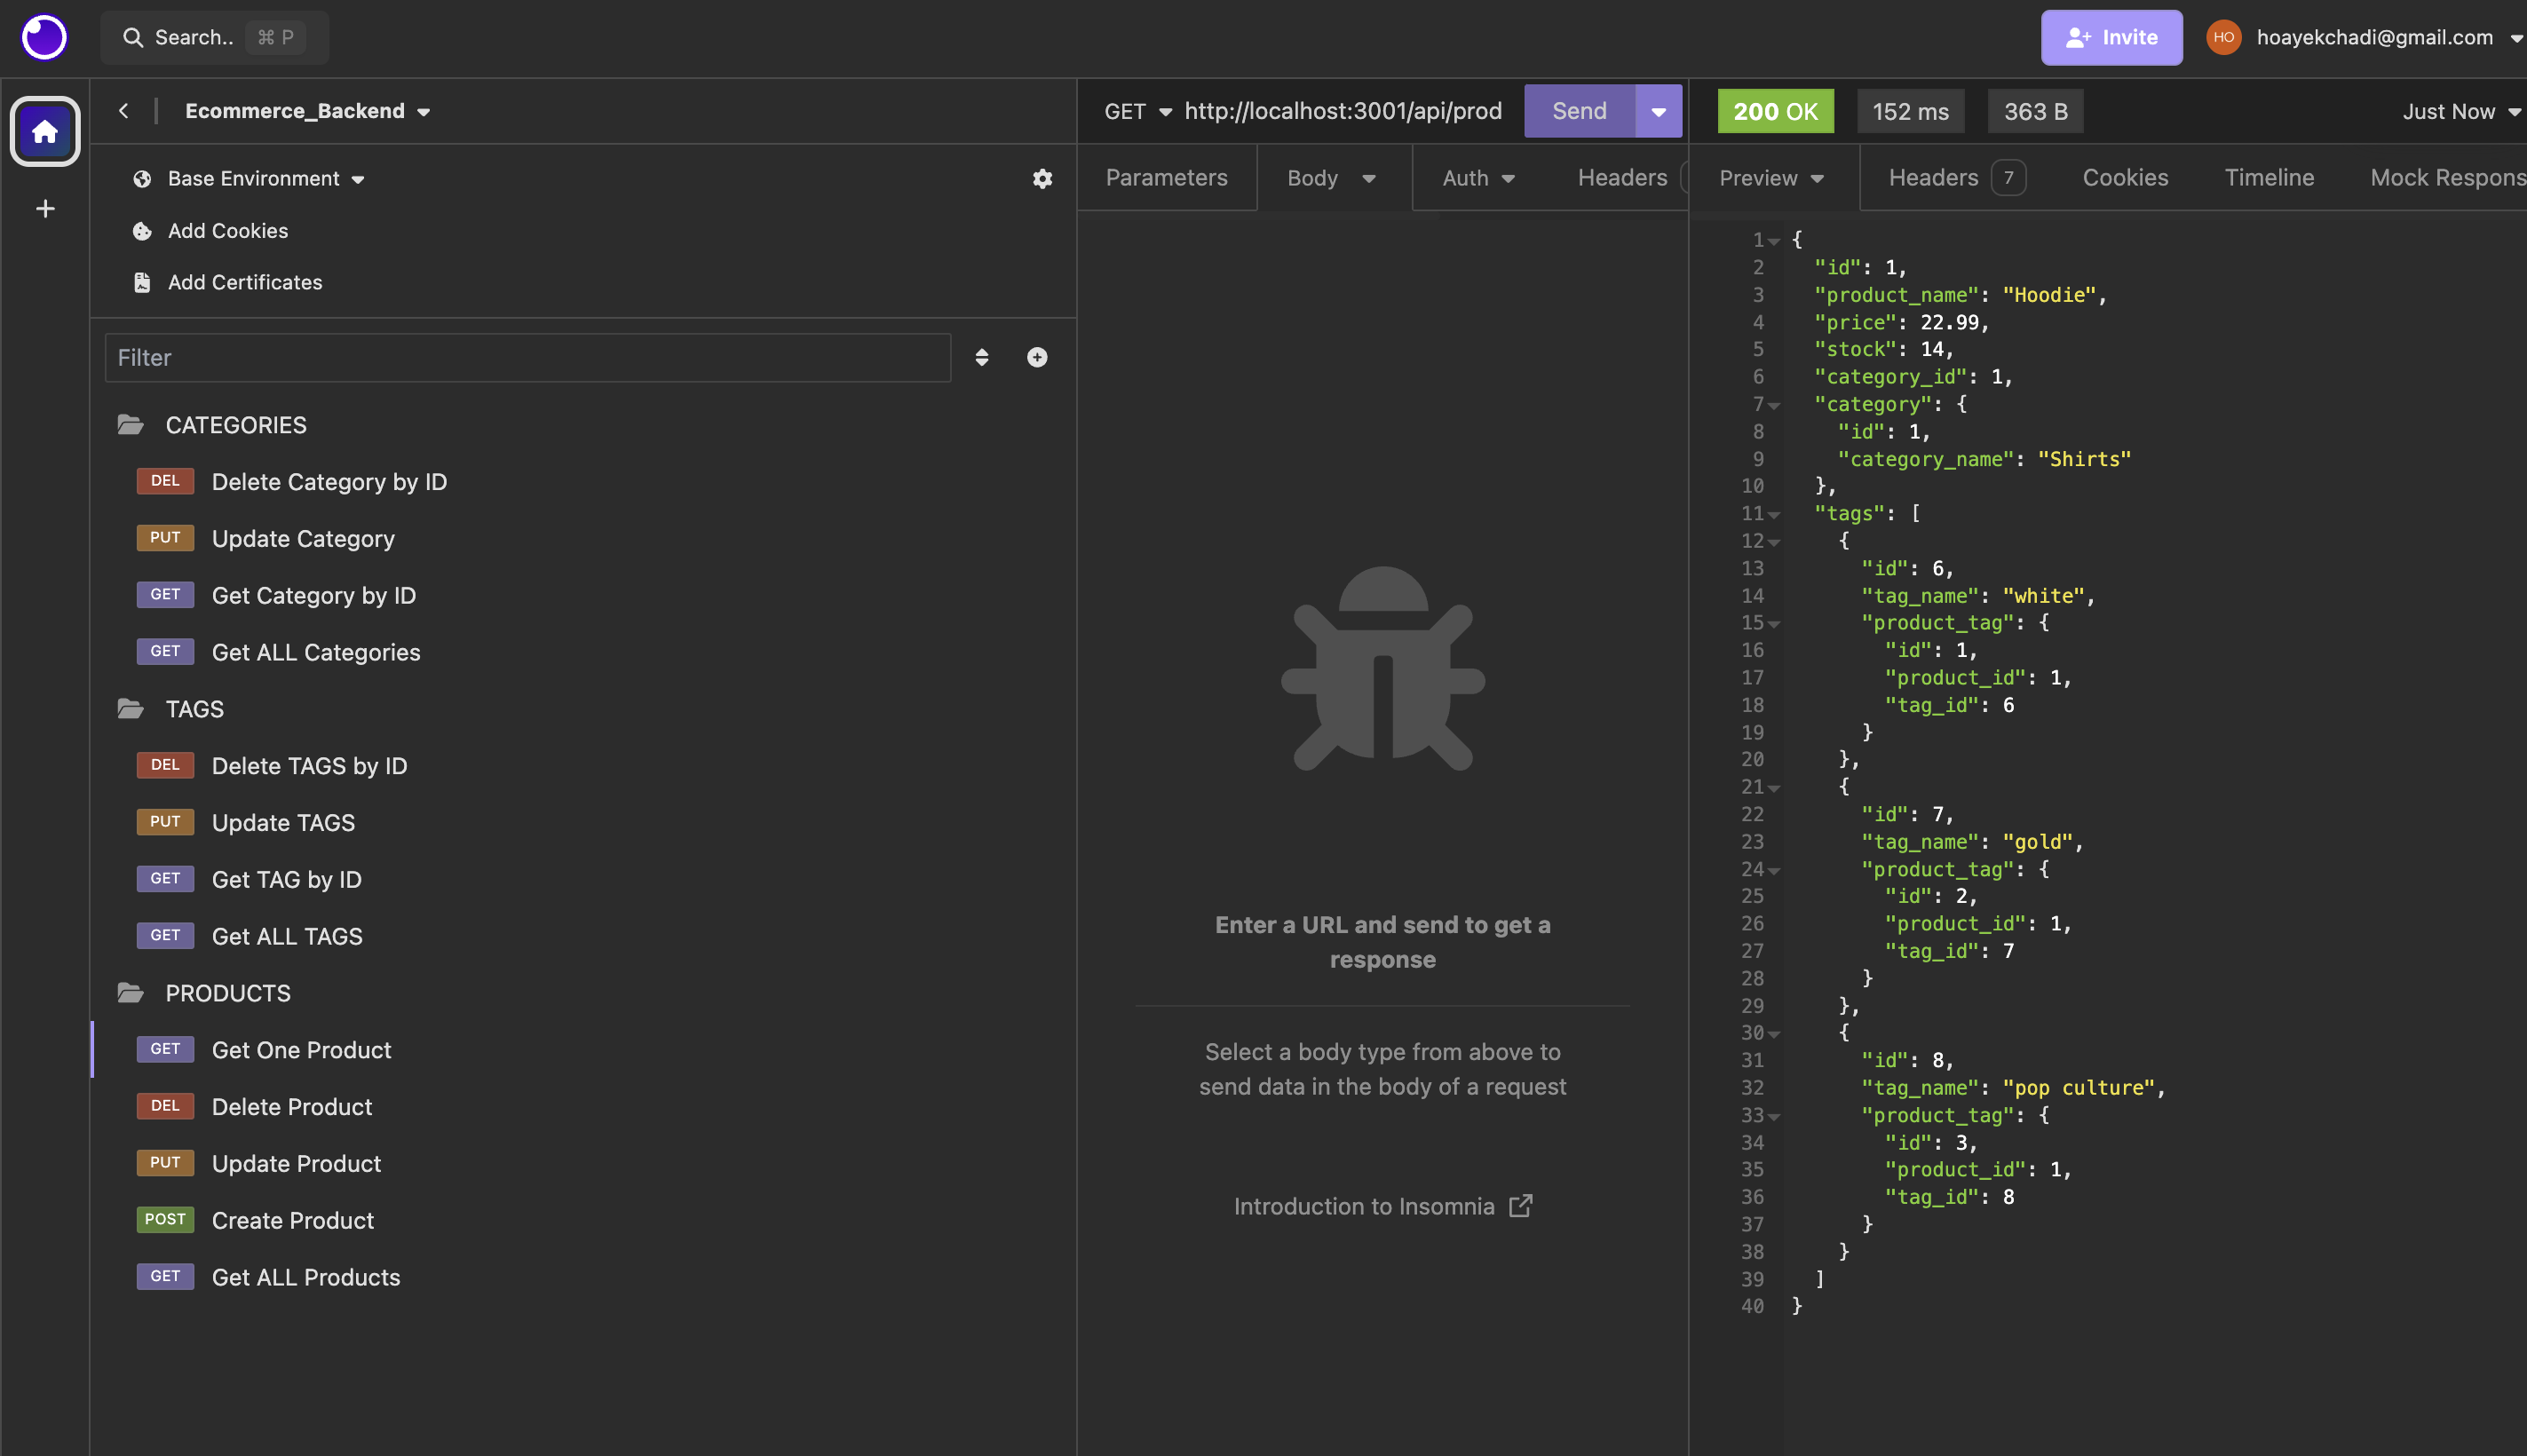 Search.. ⌘ P
Invite
HO hoayekchadi@gmail.com
Ecommerce_Backend
Base Environment
Add Cookies
Add Certificates
Filter
CATEGORIES
DEL Delete Category by ID
PUT Update Category
GET Get Category by ID
GET Get ALL Categories
TAGS
DEL Delete TAGS by ID
PUT Update TAGS
GET Get TAG by ID
GET Get ALL TAGS
PRODUCTS
GET Get One Product
DEL Delete Product
PUT Update Product
POST Create Product
GET Get ALL Products
GET http://localhost:3001/api/prod Send
Parameters Body Auth Headers
Enter a URL and send to get a
response
Select a body type from above to
send data in the body of a request
Introduction to Insomnia
200 OK 152 ms 363 B Just Now
Preview Headers 7 Cookies Timeline Mock Respons
1 {
2 "id": 1,
3 "product_name": "Hoodie",
4 "price": 22.99,
5 "stock": 14,
6 "category_id": 1,
7 "category": {
8 "id": 1,
9 "category_name": "Shirts"
10 },
11 "tags": [
12 {
13 "id": 6,
14 "tag_name": "white",
15 "product_tag": {
16 "id": 1,
17 "product_id": 1,
18 "tag_id": 6
19 }
20 },
21 {
22 "id": 7,
23 "tag_name": "gold",
24 "product_tag": {
25 "id": 2,
26 "product_id": 1,
27 "tag_id": 7
28 }
29 },
30 {
31 "id": 8,
32 "tag_name": "pop culture",
33 "product_tag": {
34 "id": 3,
35 "product_id": 1,
36 "tag_id": 8
37 }
38 }
39 ]
40 }